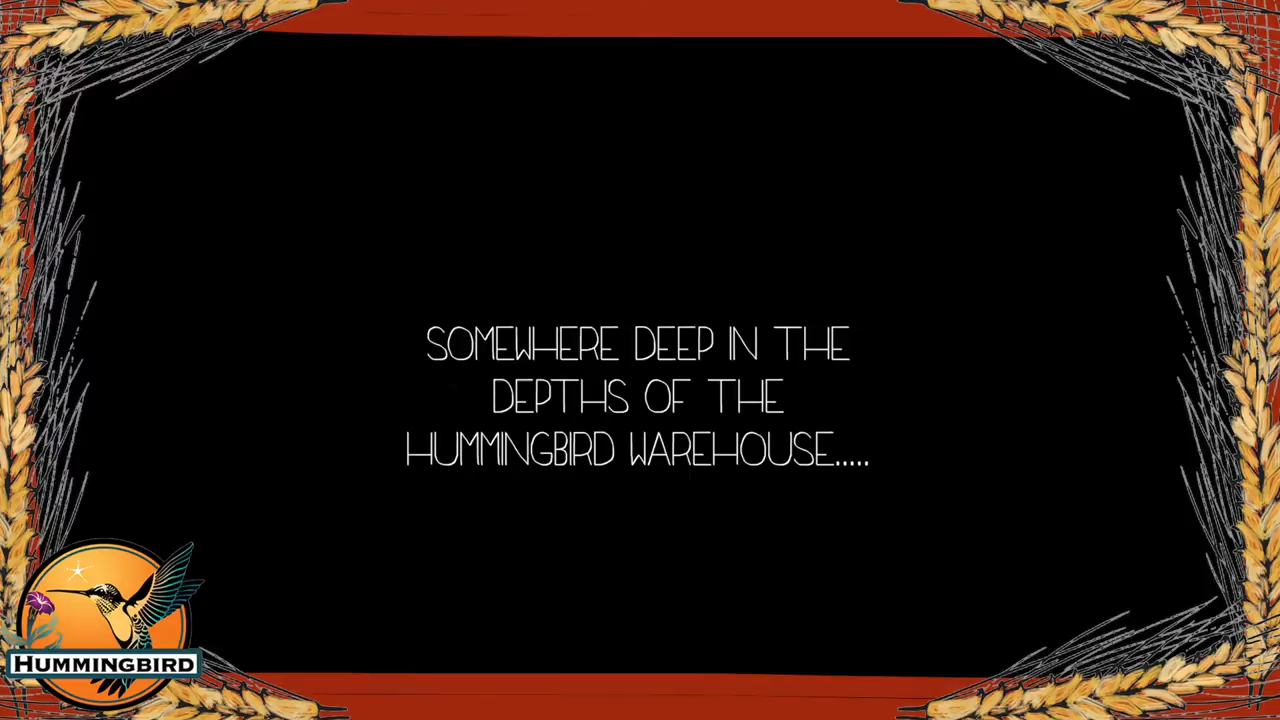 SOMEWHERE DEEP IN THE
DEPTHS OF THE
HUMMINGBIRD WAREHOUSE.....
HUMMINGBIRD